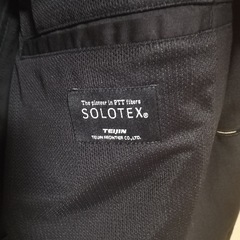 The pioneer in PTT fibers
SOLOTEX®
TEIJIN
TEIJIN FRONTIER CO., LTD.